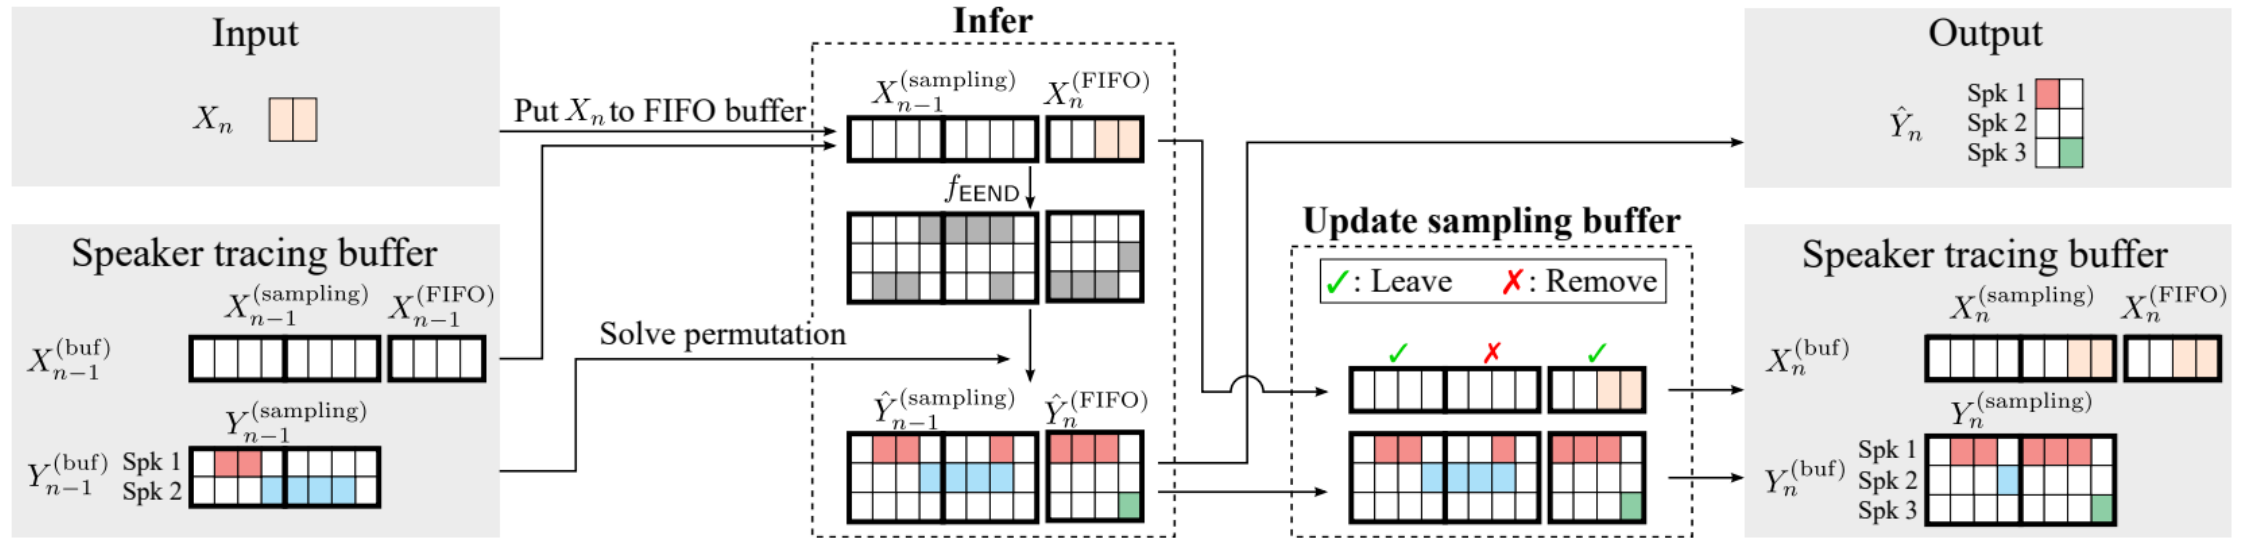 Input
X_n
Speaker tracing buffer
X_{n-1}^{(sampling)} X_{n-1}^{(FIFO)}
X_{n-1}^{(buf)}
Y_{n-1}^{(sampling)}
Y_{n-1}^{(buf)} Spk 1
Spk 2
Put X_n to FIFO buffer
Solve permutation
Infer
X_{n-1}^{(sampling)} X_n^{(FIFO)}
f_{EEND}
Ŷ_{n-1}^{(sampling)} Ŷ_n^{(FIFO)}
Update sampling buffer
✓: Leave ✗: Remove
✓ ✗ ✓
Output
Ŷ_n
Spk 1
Spk 2
Spk 3
Speaker tracing buffer
X_n^{(sampling)} X_n^{(FIFO)}
X_n^{(buf)}
Y_n^{(sampling)}
Y_n^{(buf)}
Spk 1
Spk 2
Spk 3